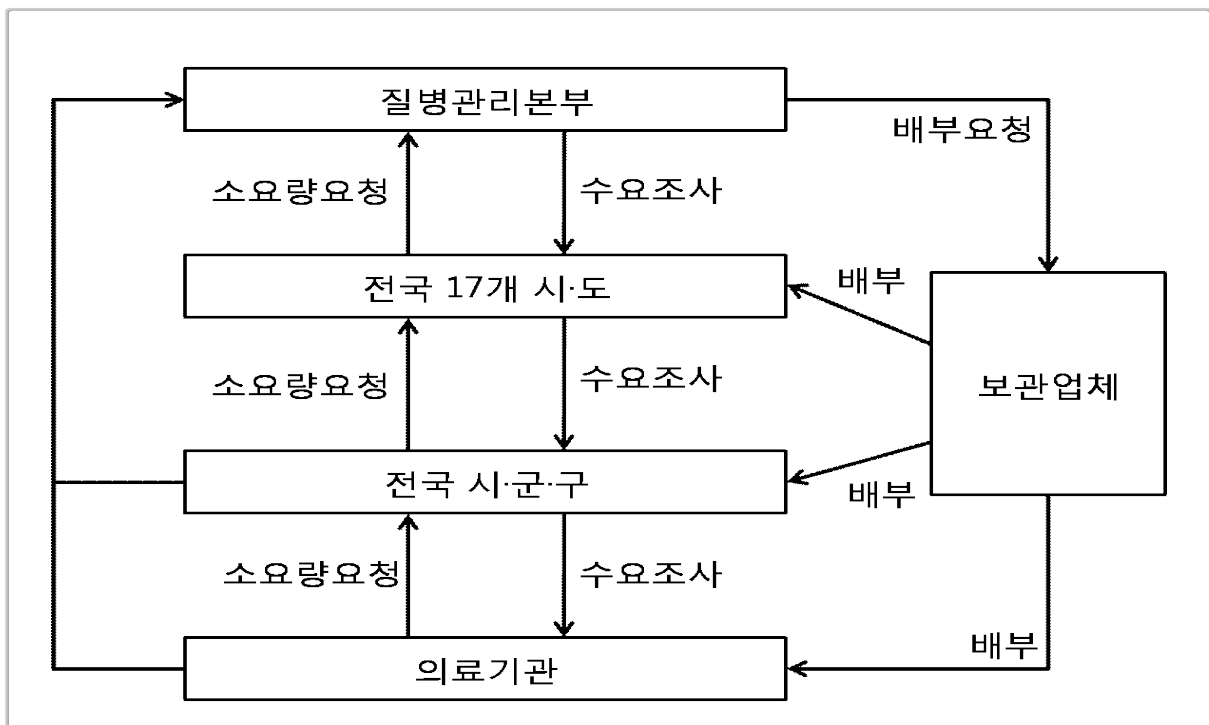 질병관리본부
배부요청
소요량요청
수요조사
전국 17개 시·도
배부
소요량요청
수요조사
보관업체
전국 시·군·구
배부
소요량요청
수요조사
배부
의료기관